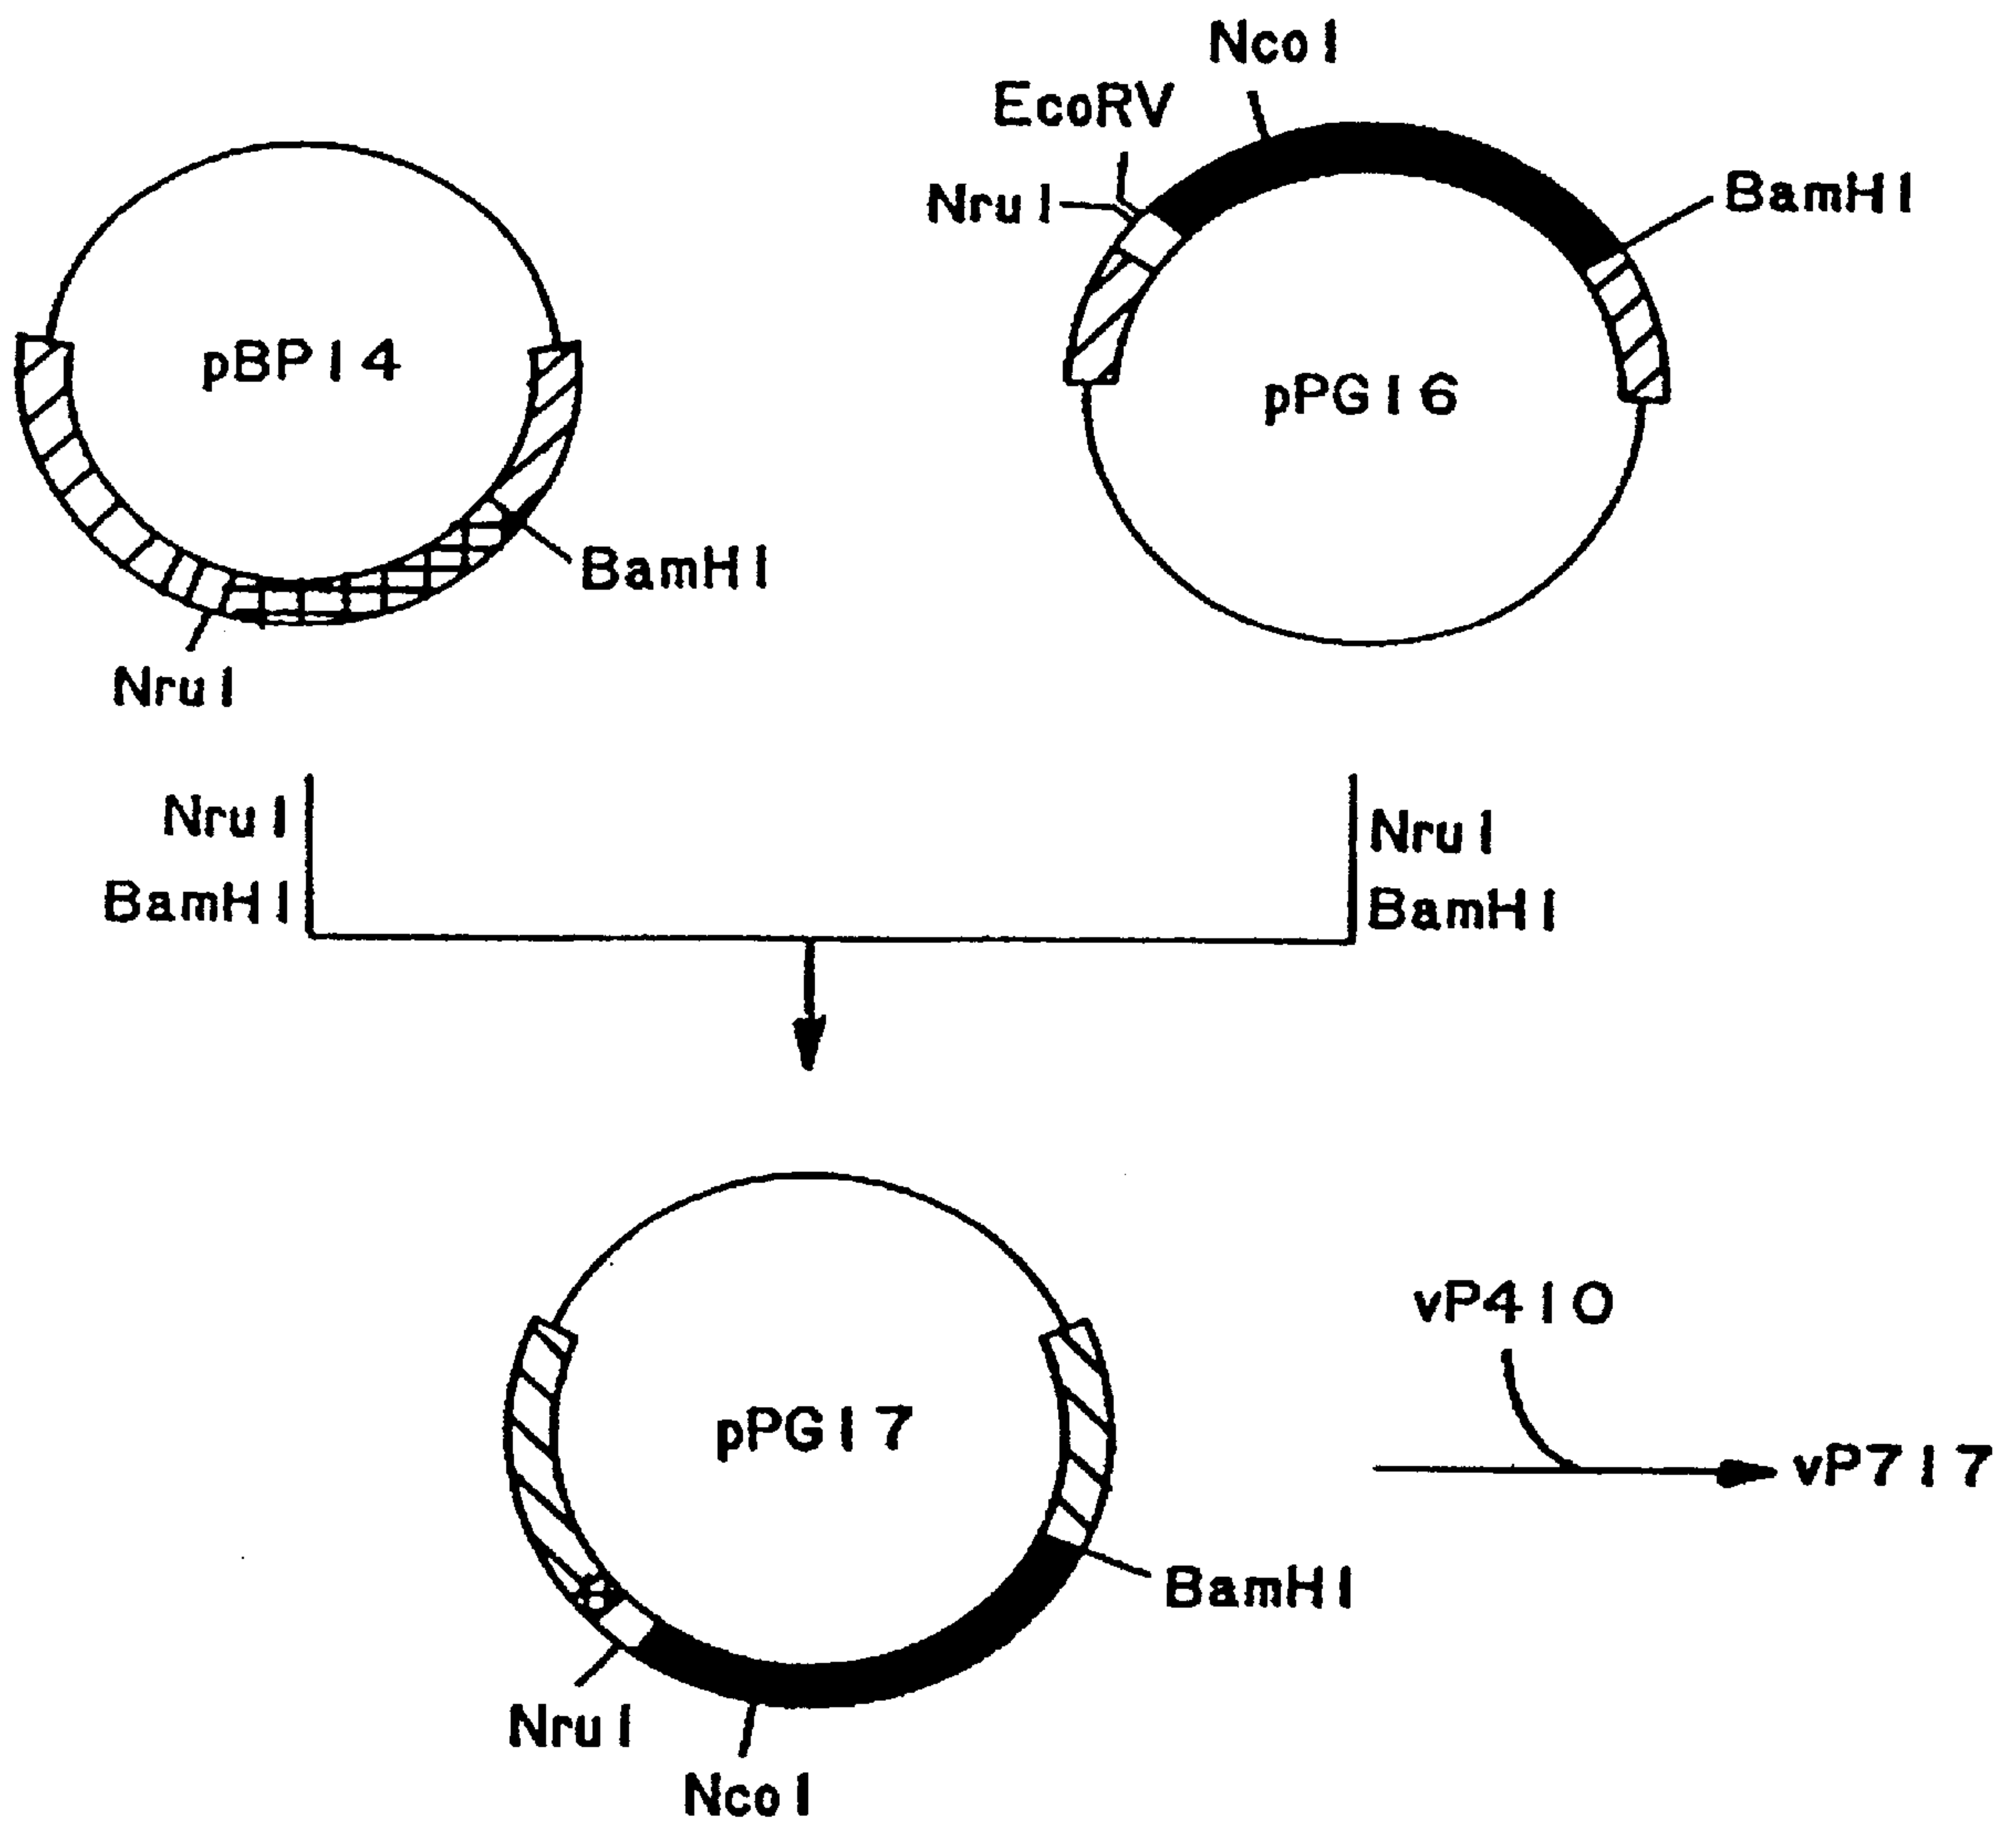 NcoI
EcoRV
NruI
BamHI
pBP14
pPG16
BamHI
NruI
NruI
BamHI
NruI
BamHI
vP410
pPG17
vP717
BamHI
NruI
NcoI